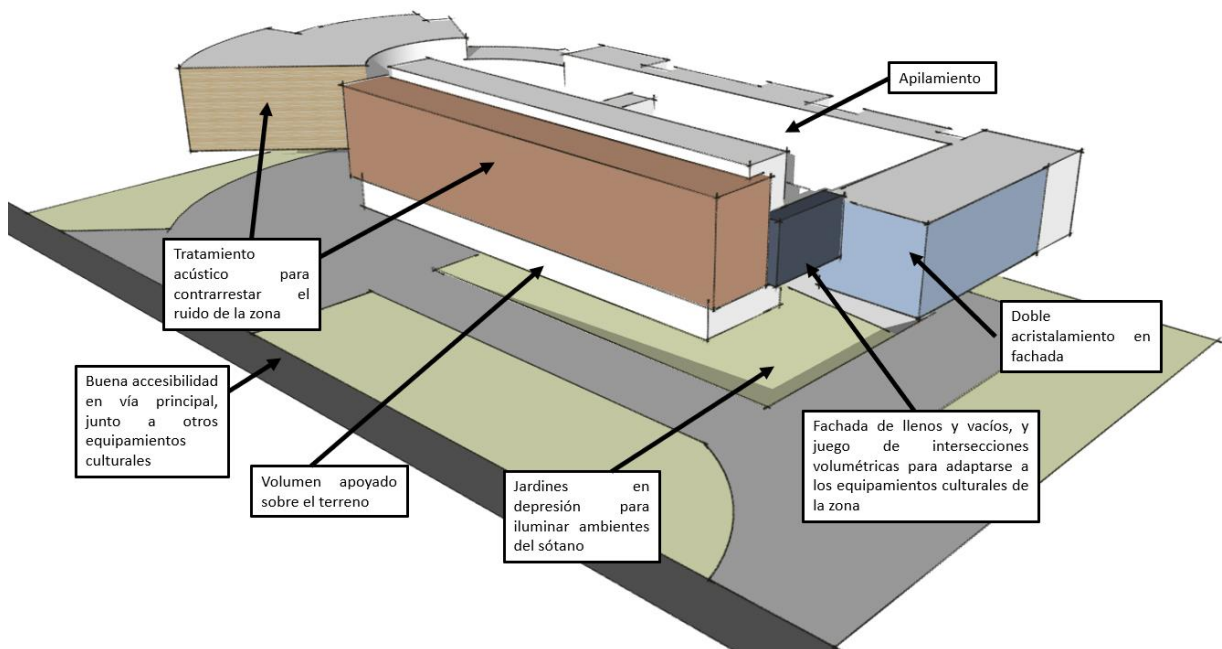 Apilamiento
Tratamiento
acústico para
contrarrestar el
ruido de la zona
Doble
acristalamiento en
fachada
Buena accesibilidad
en vía principal,
junto a otros
equipamientos
culturales
Fachada de llenos y vacíos, y
juego de intersecciones
volumétricas para adaptarse a
los equipamientos culturales de
la zona
Volumen apoyado
sobre el terreno
Jardines en
depresión para
iluminar ambientes
del sótano